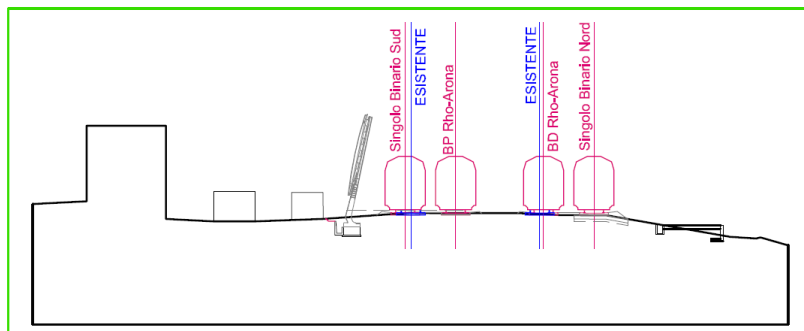 Singolo Binario Sud
ESISTENTE
BP Rho-Arona
ESISTENTE
BD Rho-Arona
Singolo Binario Nord